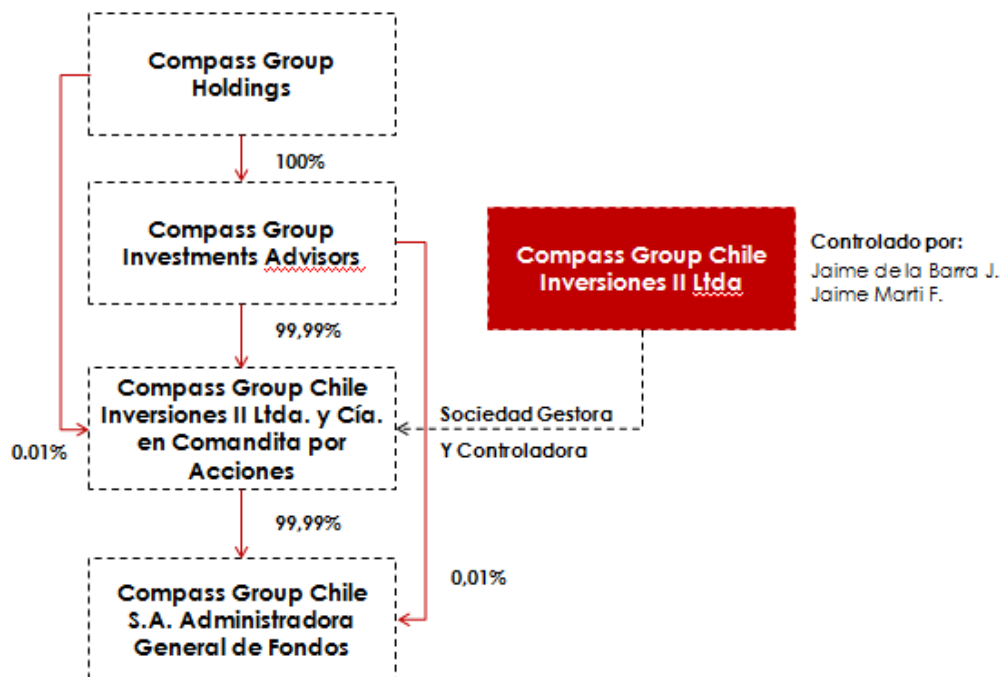 Compass Group
Holdings
100%
Compass Group
Investments Advisors
99,99%
Compass Group Chile
Inversiones II Ltda. y Cía.
en Comandita por
Acciones
0.01%
99,99%
Compass Group Chile
S.A. Administradora
General de Fondos
0,01%
Compass Group Chile
Inversiones II Ltda
Controlado por:
Jaime de la Barra J.
Jaime Marti F.
Sociedad Gestora
Y Controladora